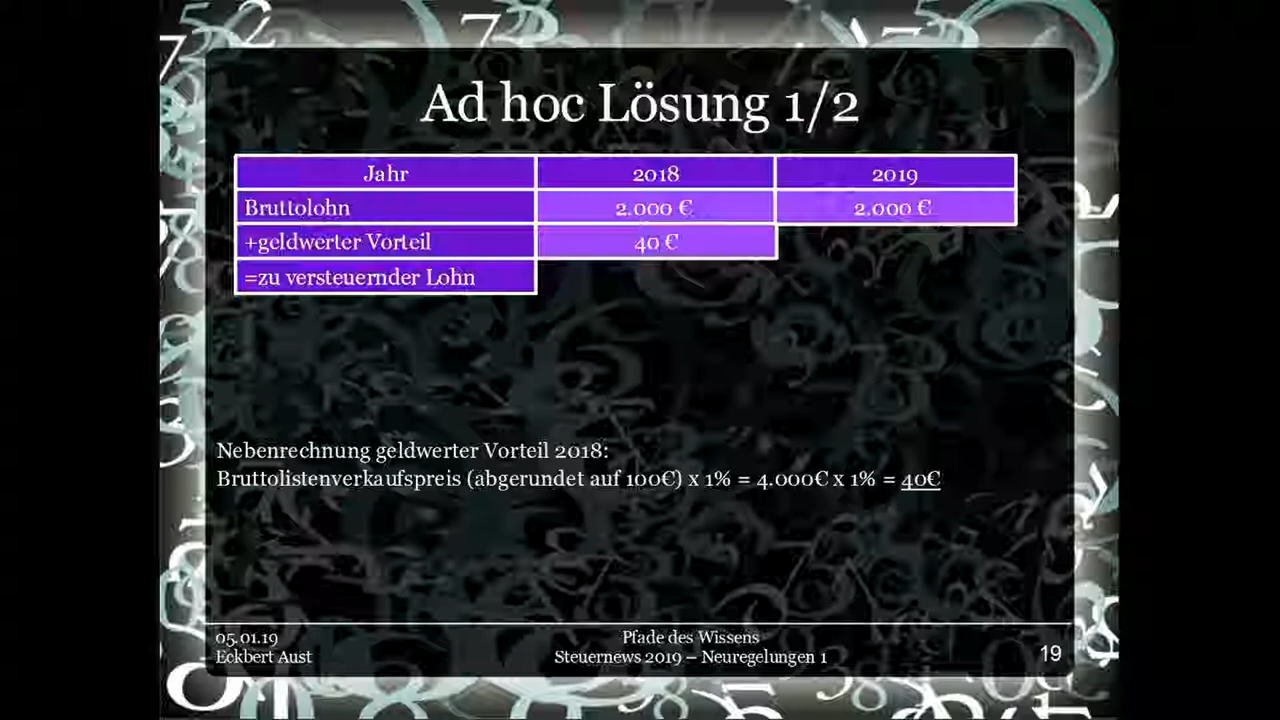 Ad hoc Lösung 1/2
Jahr 2018 2019
Bruttolohn 2.000 € 2.000 €
+geldwerter Vorteil 40 €
=zu versteuernder Lohn
Nebenrechnung geldwerter Vorteil 2018:
Bruttolistenverkaufspreis (abgerundet auf 100€) x 1% = 4.000€ x 1% = 40€
05.01.19 Pfade des Wissens
Eckbert Aust Steuernews 2019 – Neuregelungen 1 19